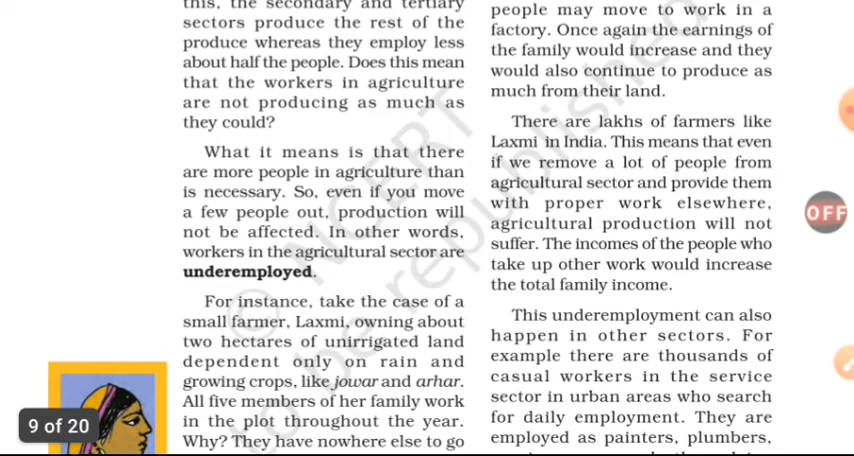 this, the secondary and tertiary
sectors produce the rest of the
produce whereas they employ less
about half the people. Does this mean
that the workers in agriculture
are not producing as much as
they could?
What it means is that there
are more people in agriculture than
is necessary. So, even if you move
a few people out, production will
not be affected. In other words,
workers in the agricultural sector are
underemployed.
For instance, take the case of a
small farmer, Laxmi, owning about
two hectares of unirrigated land
dependent only on rain and
growing crops, like jowar and arhar.
All five members of her family work
in the plot throughout the year.
Why? They have nowhere else to go
people may move to work in a
factory. Once again the earnings of
the family would increase and they
would also continue to produce as
much from their land.
There are lakhs of farmers like
Laxmi in India. This means that even
if we remove a lot of people from
agricultural sector and provide them
with proper work elsewhere,
agricultural production will not
suffer. The incomes of the people who
take up other work would increase
the total family income.
This underemployment can also
happen in other sectors. For
example there are thousands of
casual workers in the service
sector in urban areas who search
for daily employment. They are
employed as painters, plumbers,
© NCERT
to be republished
9 of 20
OFF